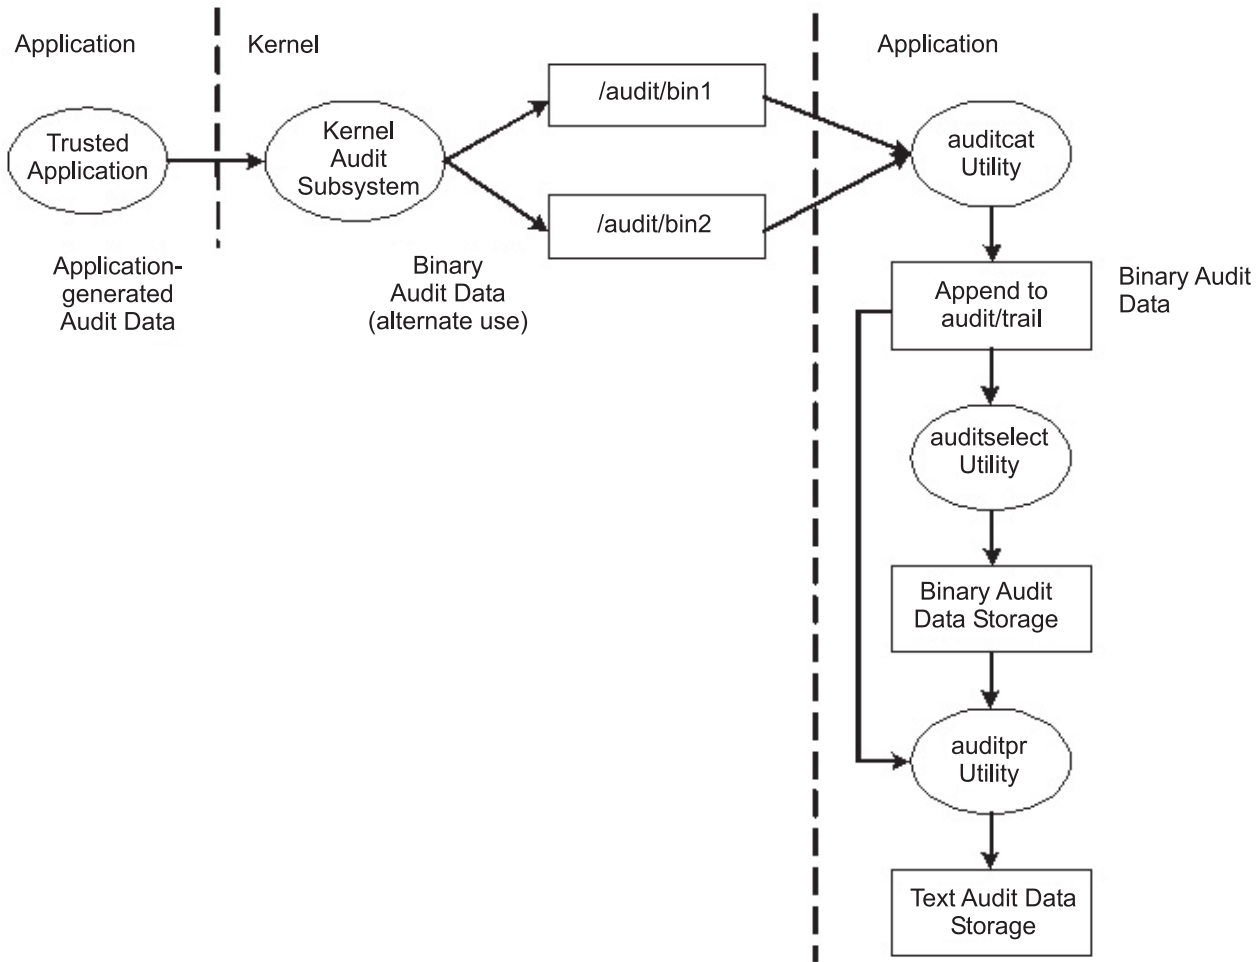 Application
Kernel
Application
Trusted
Application
Kernel
Audit
Subsystem
/audit/bin1
/audit/bin2
auditcat
Utility
Application-
generated
Audit Data
Binary
Audit Data
(alternate use)
Append to
audit/trail
Binary Audit
Data
auditselect
Utility
Binary Audit
Data Storage
auditpr
Utility
Text Audit Data
Storage